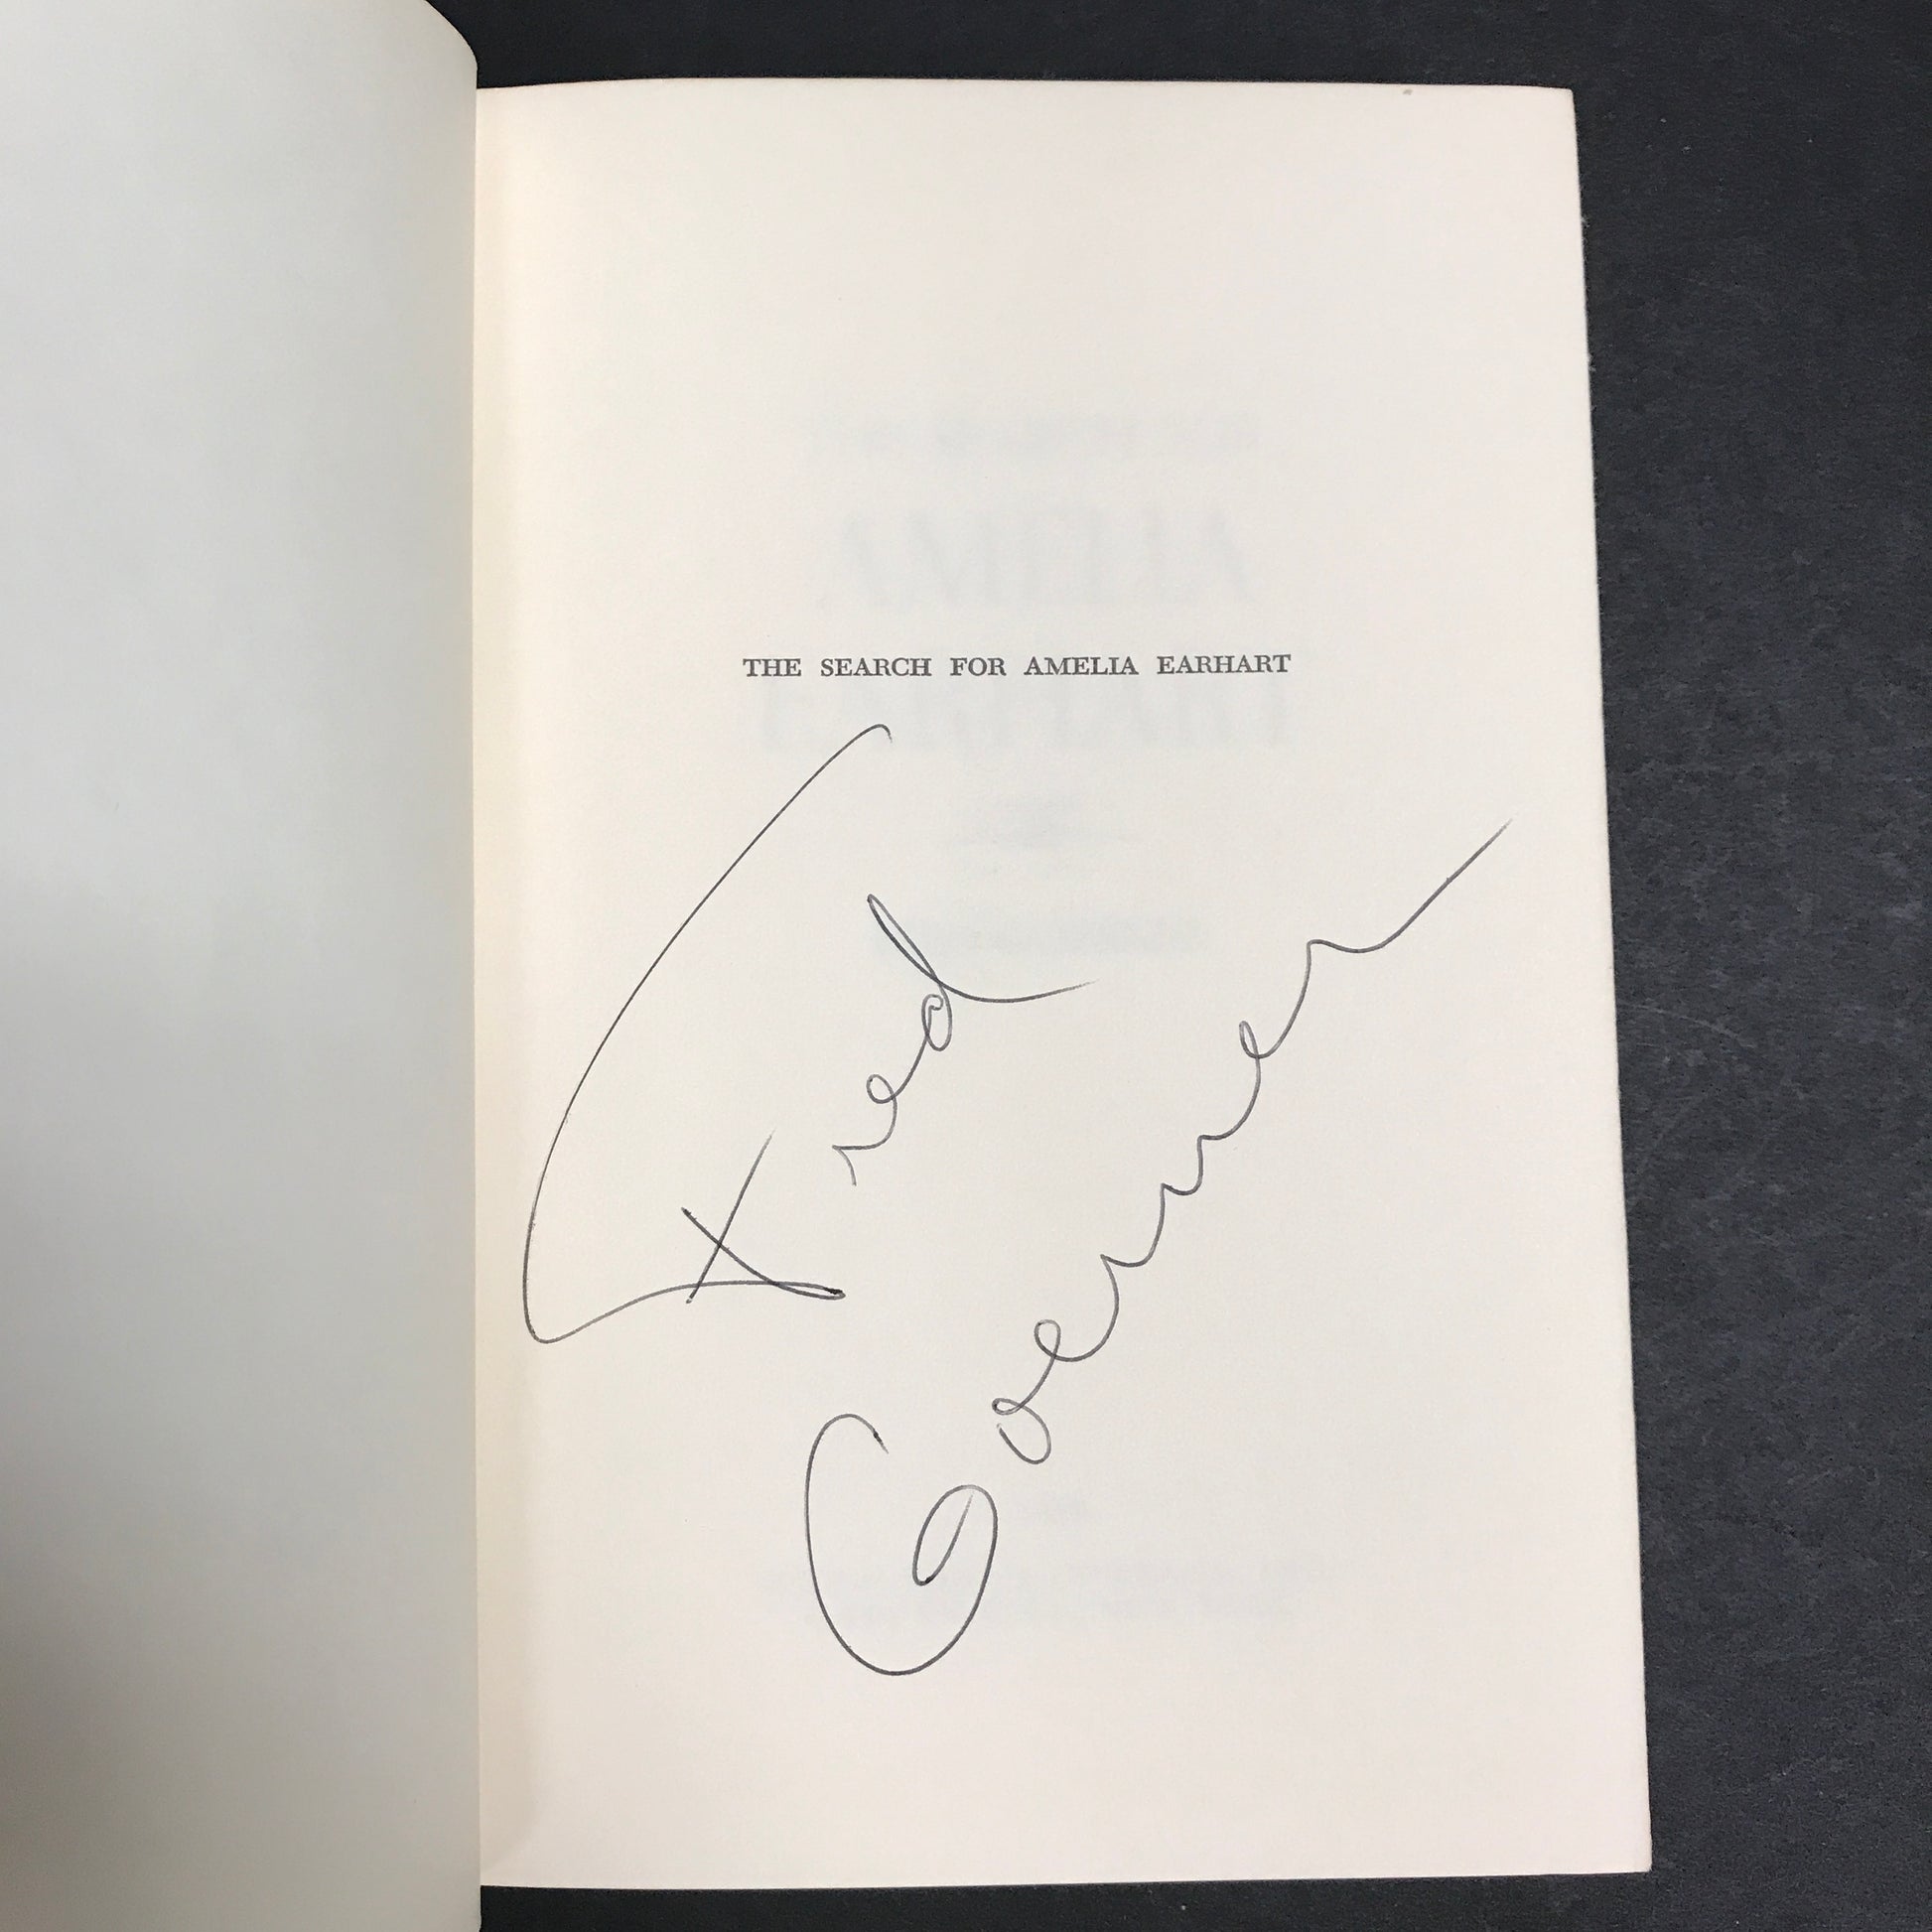 THE SEARCH FOR AMELIA EARHART
Fred
Goerner